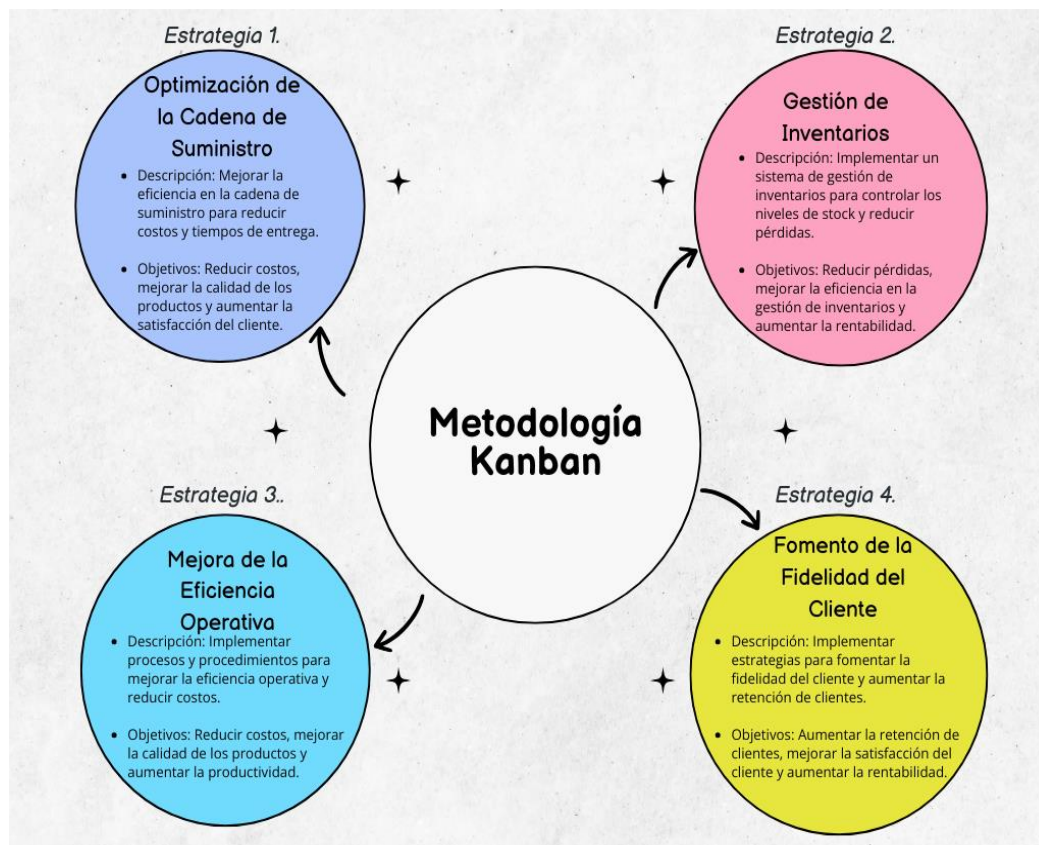 Estrategia 1.
Optimización de
la Cadena de
Suministro
• Descripción: Mejorar la
eficiencia en la cadena de
suministro para reducir
costos y tiempos de entrega.
• Objetivos: Reducir costos,
mejorar la calidad de los
productos y aumentar la
satisfacción del cliente.
Estrategia 2.
Gestión de
Inventarios
• Descripción: Implementar un
sistema de gestión de
inventarios para controlar los
niveles de stock y reducir
pérdidas.
• Objetivos: Reducir pérdidas,
mejorar la eficiencia en la
gestión de inventarios y
aumentar la rentabilidad.
Metodología
Kanban
Estrategia 3..
Mejora de la
Eficiencia
Operativa
• Descripción: Implementar
procesos y procedimientos para
mejorar la eficiencia operativa y
reducir costos.
• Objetivos: Reducir costos, mejorar
la calidad de los productos y
aumentar la productividad.
Estrategia 4.
Fomento de la
Fidelidad del
Cliente
• Descripción: Implementar
estrategias para fomentar la
fidelidad del cliente y aumentar la
retención de clientes.
• Objetivos: Aumentar la retención de
clientes, mejorar la satisfacción del
cliente y aumentar la rentabilidad.